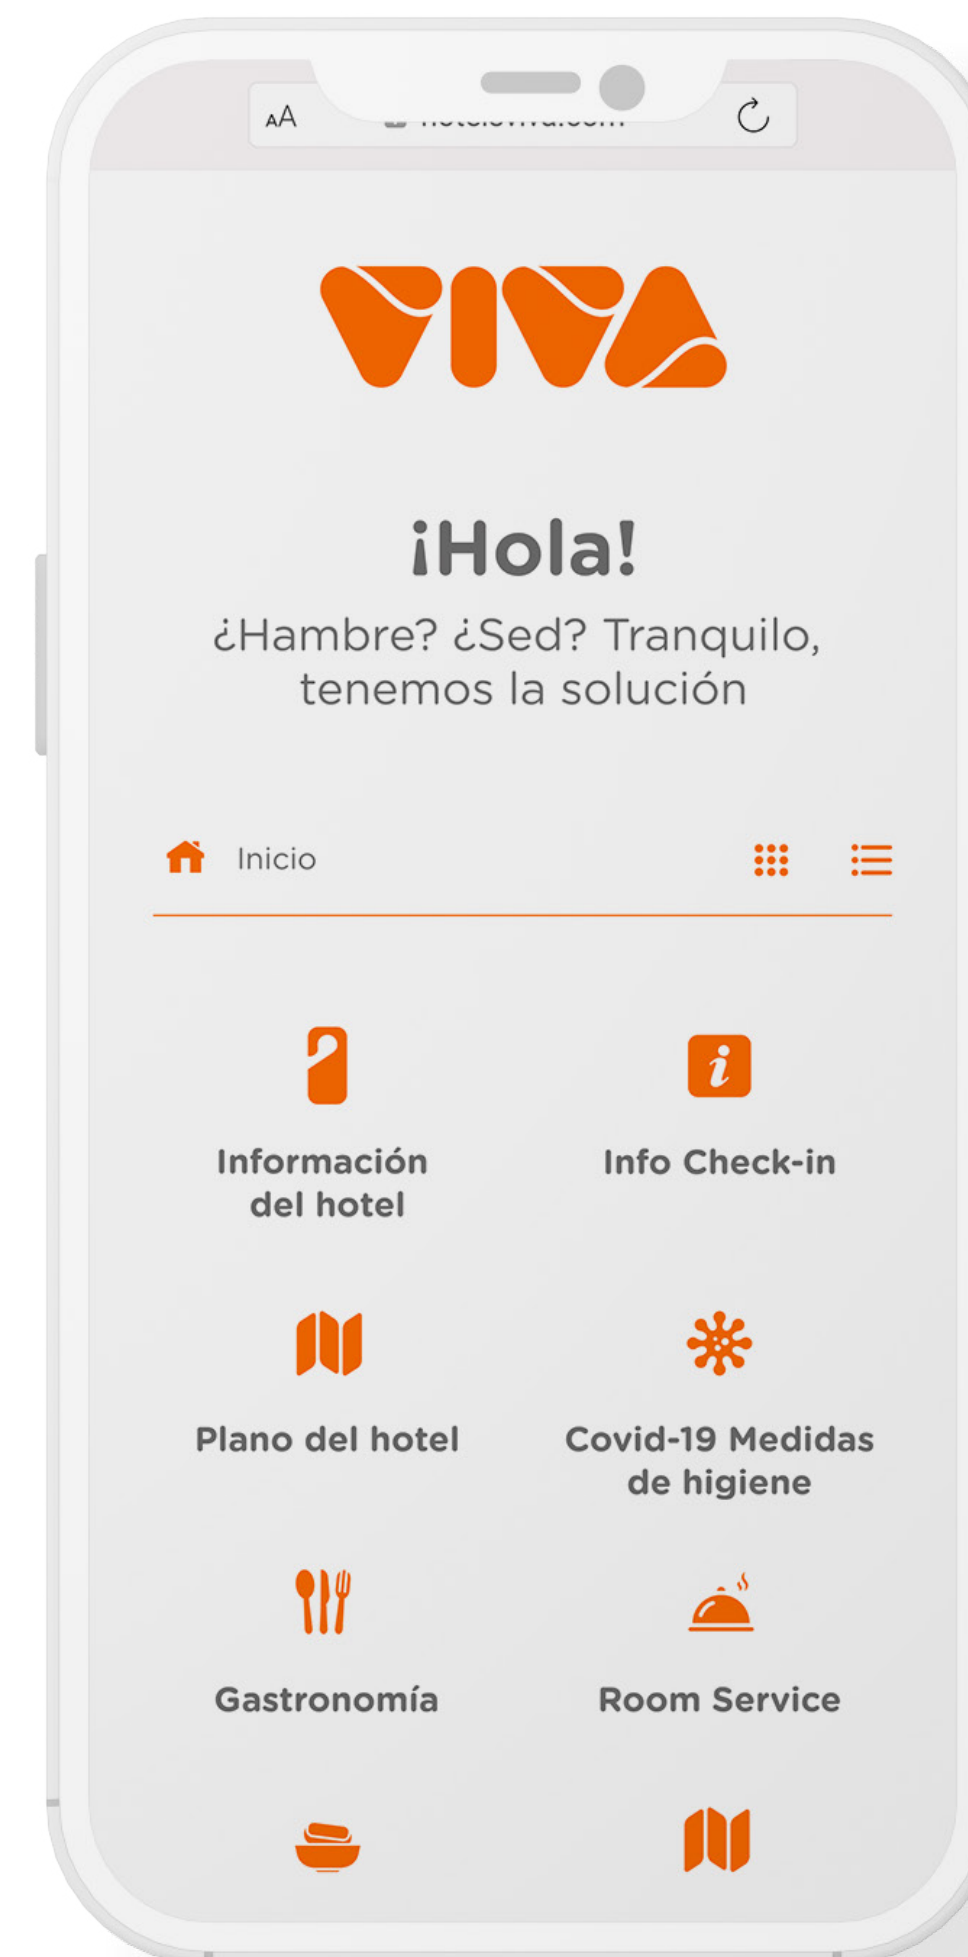 AA
VIVA
¡Hola!
¿Hambre? ¿Sed? Tranquilo,
tenemos la solución
Inicio
Información
del hotel
Info Check-in
Plano del hotel
Covid-19 Medidas
de higiene
Gastronomía
Room Service